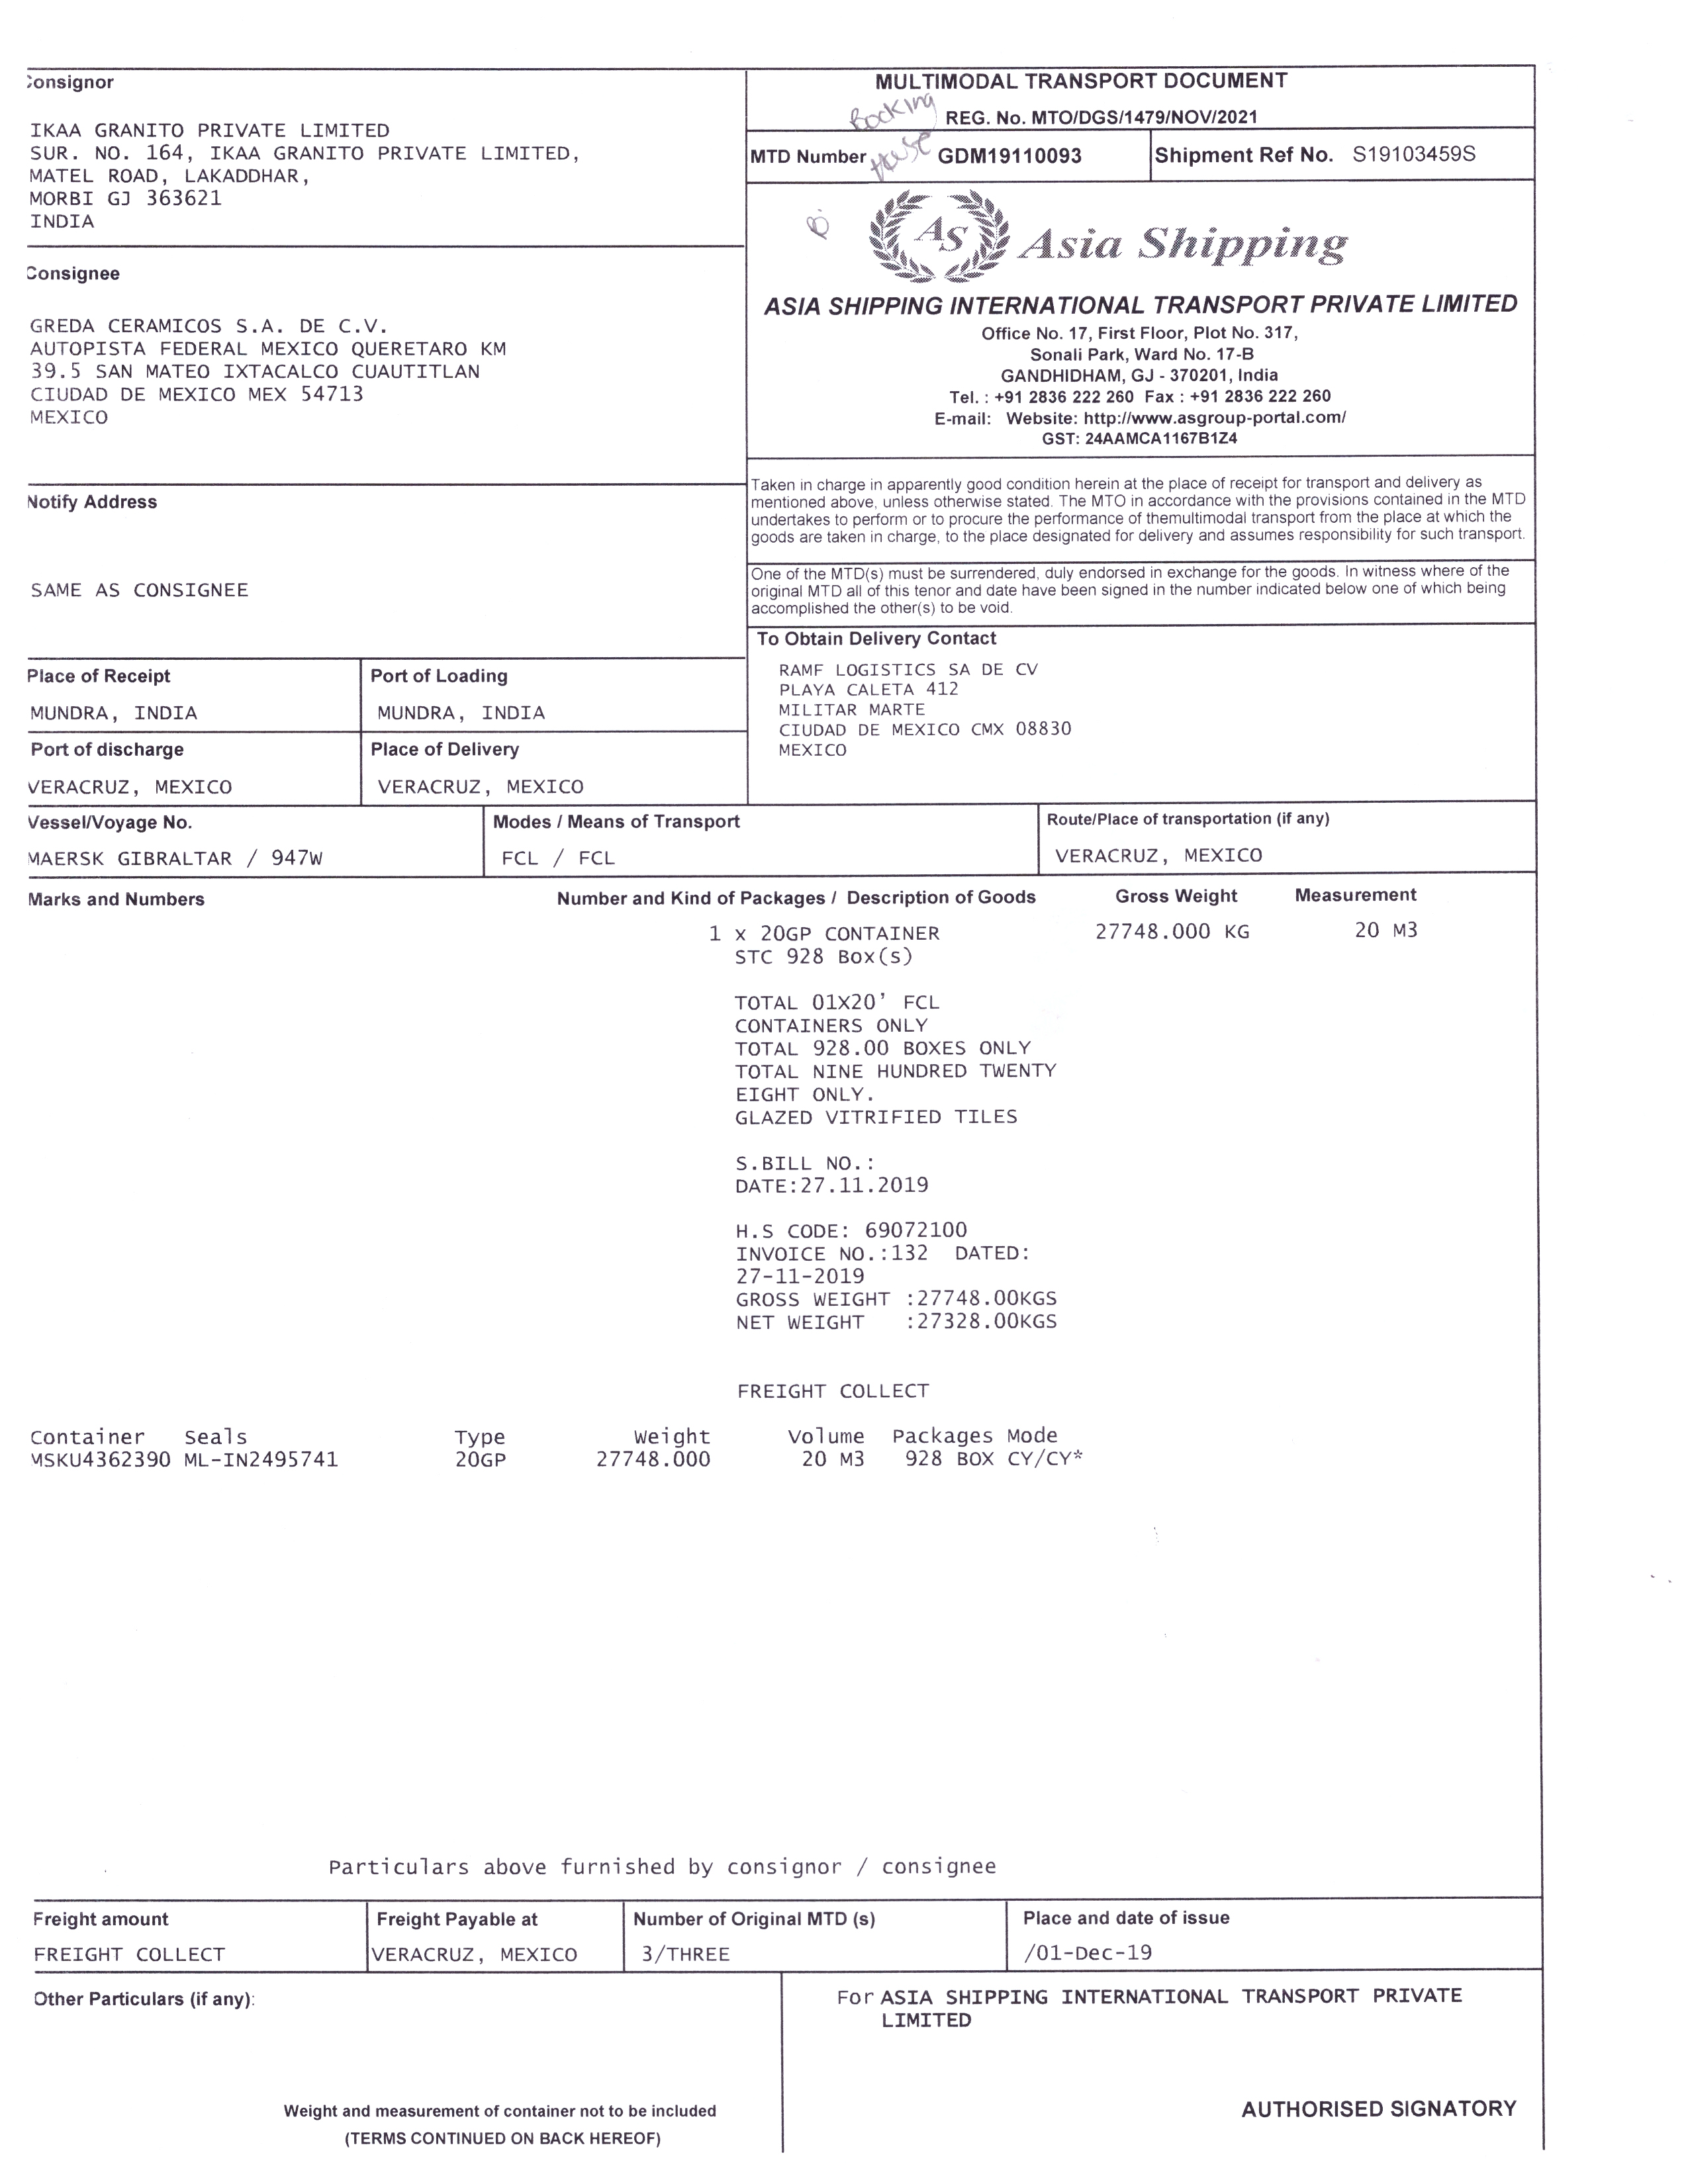 Consignor
IKAA GRANITO PRIVATE LIMITED
SUR. NO. 164, IKAA GRANITO PRIVATE LIMITED,
MATEL ROAD, LAKADDHAR,
MORBI GJ 363621
INDIA
MULTIMODAL TRANSPORT DOCUMENT
Booking
REG. No. MTO/DGS/1479/NOV/2021
House
MTD Number GDM19110093
Shipment Ref No. S19103459S
AS Asia Shipping
ASIA SHIPPING INTERNATIONAL TRANSPORT PRIVATE LIMITED
Office No. 17, First Floor, Plot No. 317,
Sonali Park, Ward No. 17-B
GANDHIDHAM, GJ - 370201, India
Tel. : +91 2836 222 260 Fax : +91 2836 222 260
E-mail: Website: http://www.asgroup-portal.com/
GST: 24AAMCA1167B1Z4
Consignee
GREDA CERAMICOS S.A. DE C.V.
AUTOPISTA FEDERAL MEXICO QUERETARO KM
39.5 SAN MATEO IXTACALCO CUAUTITLAN
CIUDAD DE MEXICO MEX 54713
MEXICO
Taken in charge in apparently good condition herein at the place of receipt for transport and delivery as
mentioned above, unless otherwise stated. The MTO in accordance with the provisions contained in the MTD
undertakes to perform or to procure the performance of themultimodal transport from the place at which the
goods are taken in charge, to the place designated for delivery and assumes responsibility for such transport.
One of the MTD(s) must be surrendered, duly endorsed in exchange for the goods. In witness where of the
original MTD all of this tenor and date have been signed in the number indicated below one of which being
accomplished the other(s) to be void.
Notify Address
SAME AS CONSIGNEE
To Obtain Delivery Contact
RAMF LOGISTICS SA DE CV
PLAYA CALETA 412
MILITAR MARTE
CIUDAD DE MEXICO CMX 08830
MEXICO
Place of Receipt
MUNDRA, INDIA
Port of Loading
MUNDRA, INDIA
Port of discharge
VERACRUZ, MEXICO
Place of Delivery
VERACRUZ, MEXICO
Vessel/Voyage No.
MAERSK GIBRALTAR / 947W
Modes / Means of Transport
FCL / FCL
Route/Place of transportation (if any)
VERACRUZ, MEXICO
Marks and Numbers Number and Kind of Packages / Description of Goods Gross Weight Measurement
1 x 20GP CONTAINER 27748.000 KG 20 M3
STC 928 Box(s)
TOTAL 01X20' FCL
CONTAINERS ONLY
TOTAL 928.00 BOXES ONLY
TOTAL NINE HUNDRED TWENTY
EIGHT ONLY.
GLAZED VITRIFIED TILES
S.BILL NO.:
DATE:27.11.2019
H.S CODE: 69072100
INVOICE NO.:132 DATED:
27-11-2019
GROSS WEIGHT :27748.00KGS
NET WEIGHT :27328.00KGS
FREIGHT COLLECT
Container Seals Type Weight Volume Packages Mode
MSKU4362390 ML-IN2495741 20GP 27748.000 20 M3 928 BOX CY/CY*
Particulars above furnished by consignor / consignee
Freight amount
FREIGHT COLLECT
Freight Payable at
VERACRUZ, MEXICO
Number of Original MTD (s)
3/THREE
Place and date of issue
/01-Dec-19
Other Particulars (if any):
For ASIA SHIPPING INTERNATIONAL TRANSPORT PRIVATE
LIMITED
Weight and measurement of container not to be included
(TERMS CONTINUED ON BACK HEREOF)
AUTHORISED SIGNATORY